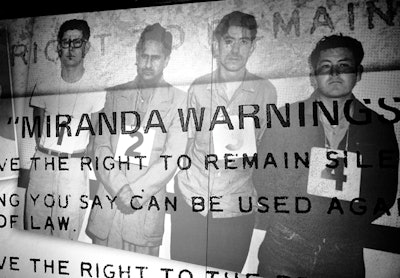 RIGHT TO REMAIN
"MIRANDA WARNINGS
1 2 3 4
VE THE RIGHT TO REMAIN SILE
NG YOU SAY CAN BE USED AGA
OF LAW.
VE THE RIGHT TO THE